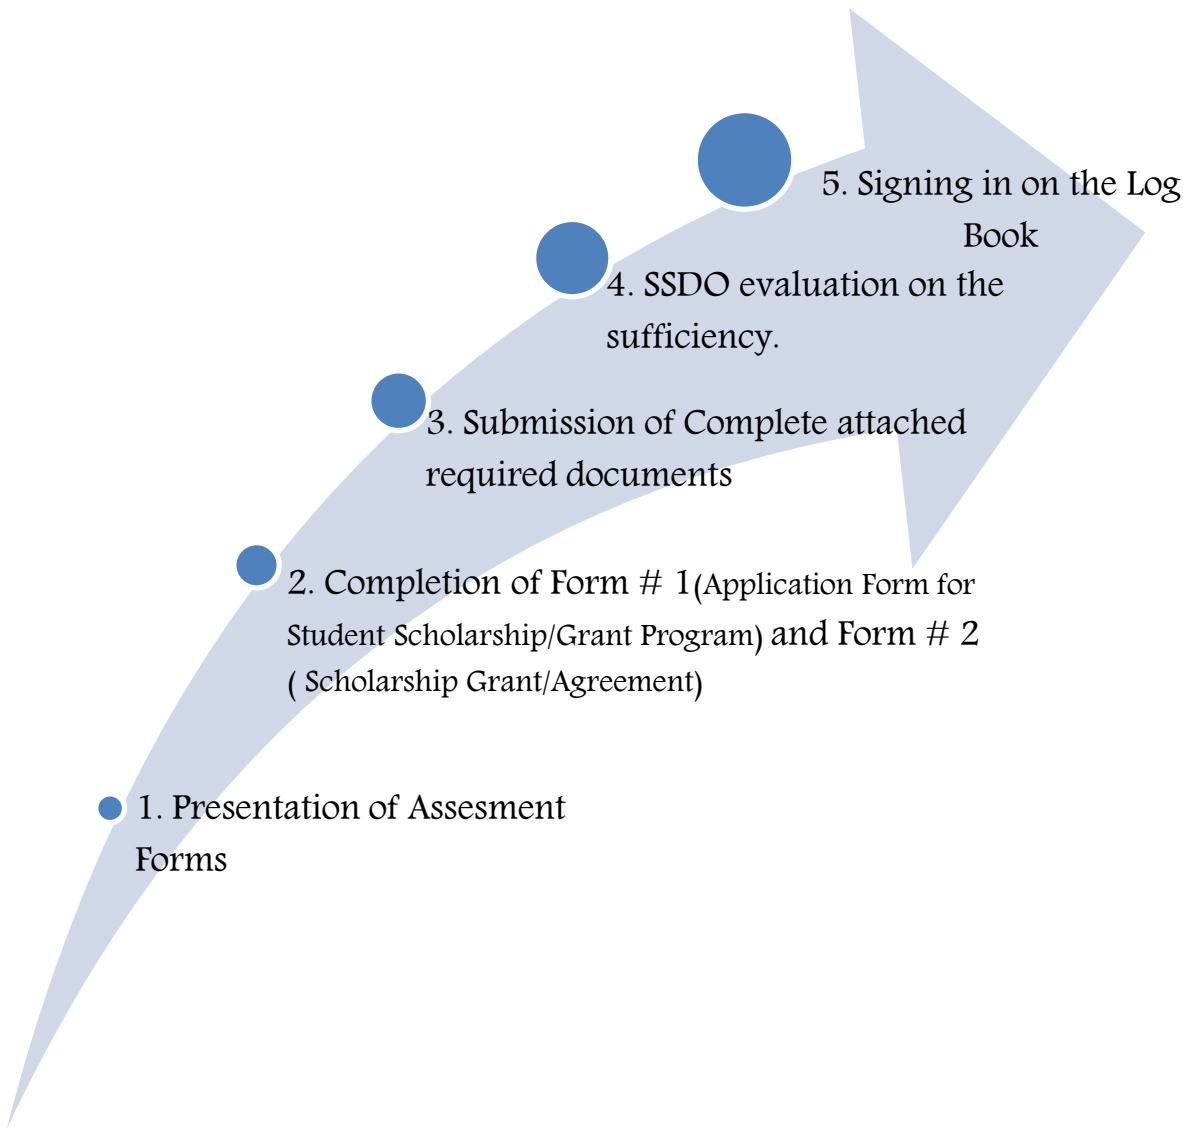 5. Signing in on the Log
Book
4. SSDO evaluation on the
sufficiency.
3. Submission of Complete attached
required documents
2. Completion of Form # 1(Application Form for
Student Scholarship/Grant Program) and Form # 2
( Scholarship Grant/Agreement)
1. Presentation of Assesment
Forms